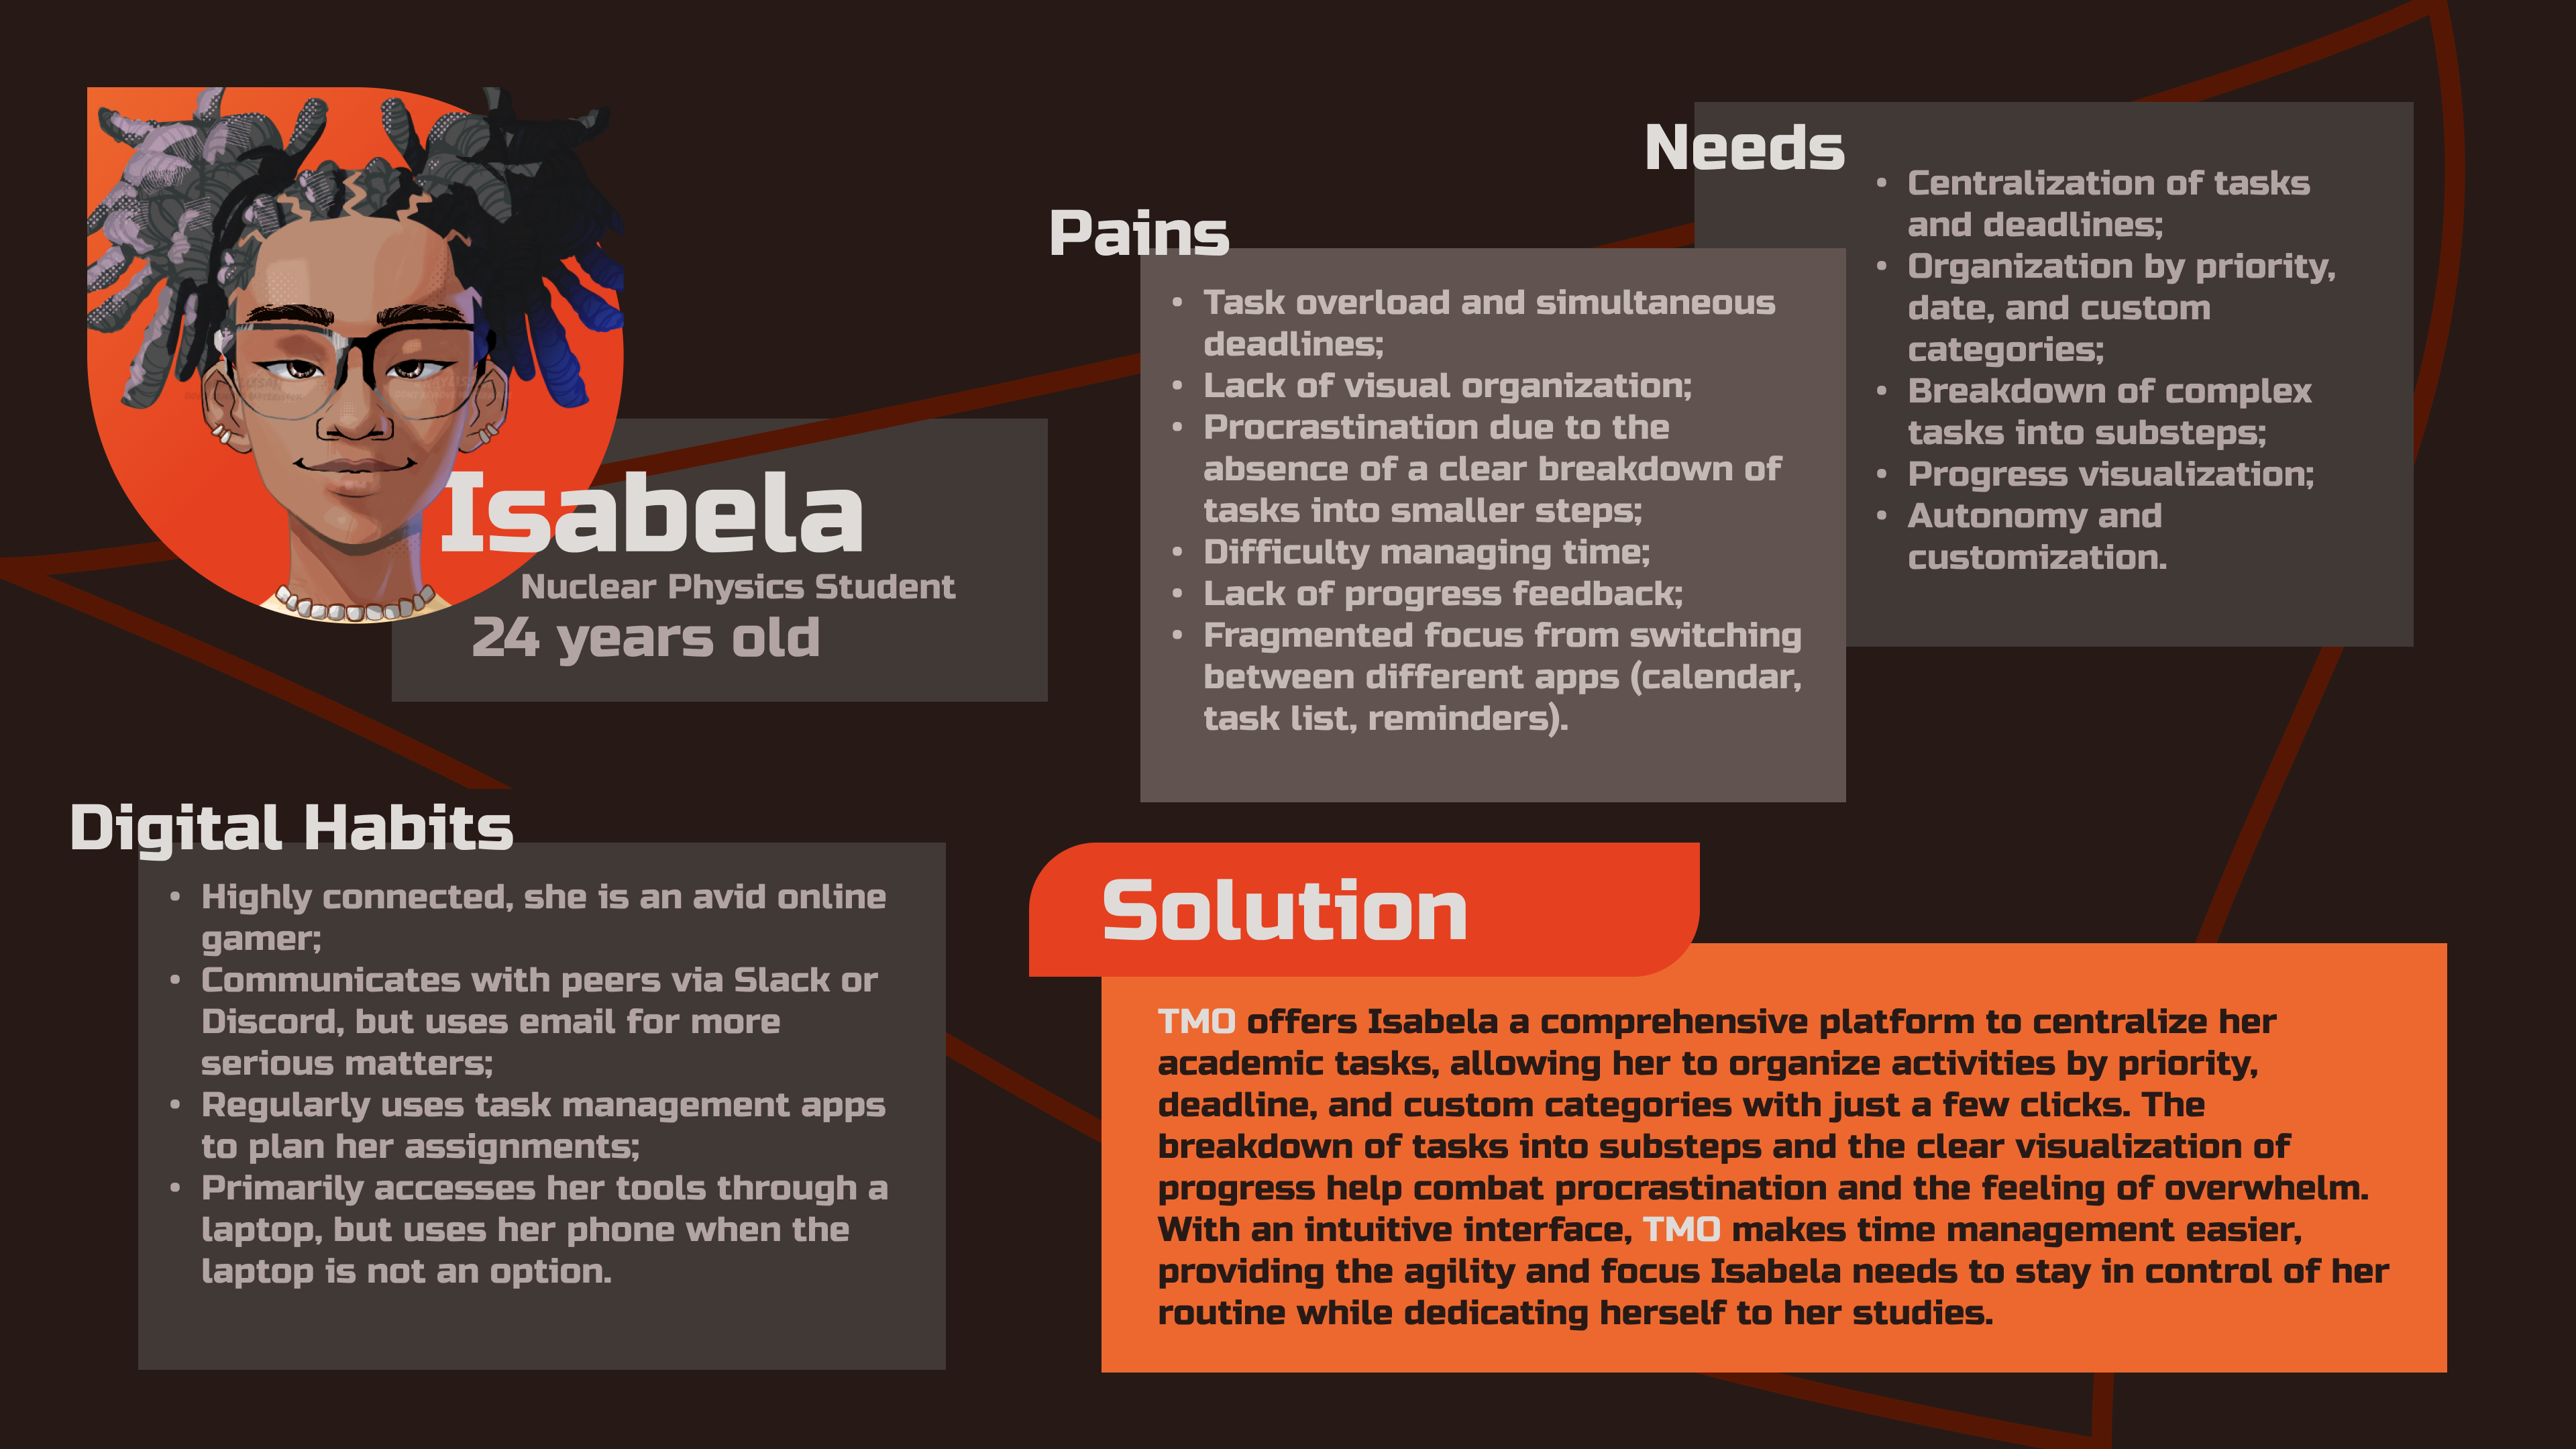 Isabela
Nuclear Physics Student
24 years old
Pains
• Task overload and simultaneous
deadlines;
• Lack of visual organization;
• Procrastination due to the
absence of a clear breakdown of
tasks into smaller steps;
• Difficulty managing time;
• Lack of progress feedback;
• Fragmented focus from switching
between different apps (calendar,
task list, reminders).
Needs
• Centralization of tasks
and deadlines;
• Organization by priority,
date, and custom
categories;
• Breakdown of complex
tasks into substeps;
• Progress visualization;
• Autonomy and
customization.
Digital Habits
• Highly connected, she is an avid online
gamer;
• Communicates with peers via Slack or
Discord, but uses email for more
serious matters;
• Regularly uses task management apps
to plan her assignments;
• Primarily accesses her tools through a
laptop, but uses her phone when the
laptop is not an option.
Solution
TMO offers Isabela a comprehensive platform to centralize her
academic tasks, allowing her to organize activities by priority,
deadline, and custom categories with just a few clicks. The
breakdown of tasks into substeps and the clear visualization of
progress help combat procrastination and the feeling of overwhelm.
With an intuitive interface, TMO makes time management easier,
providing the agility and focus Isabela needs to stay in control of her
routine while dedicating herself to her studies.